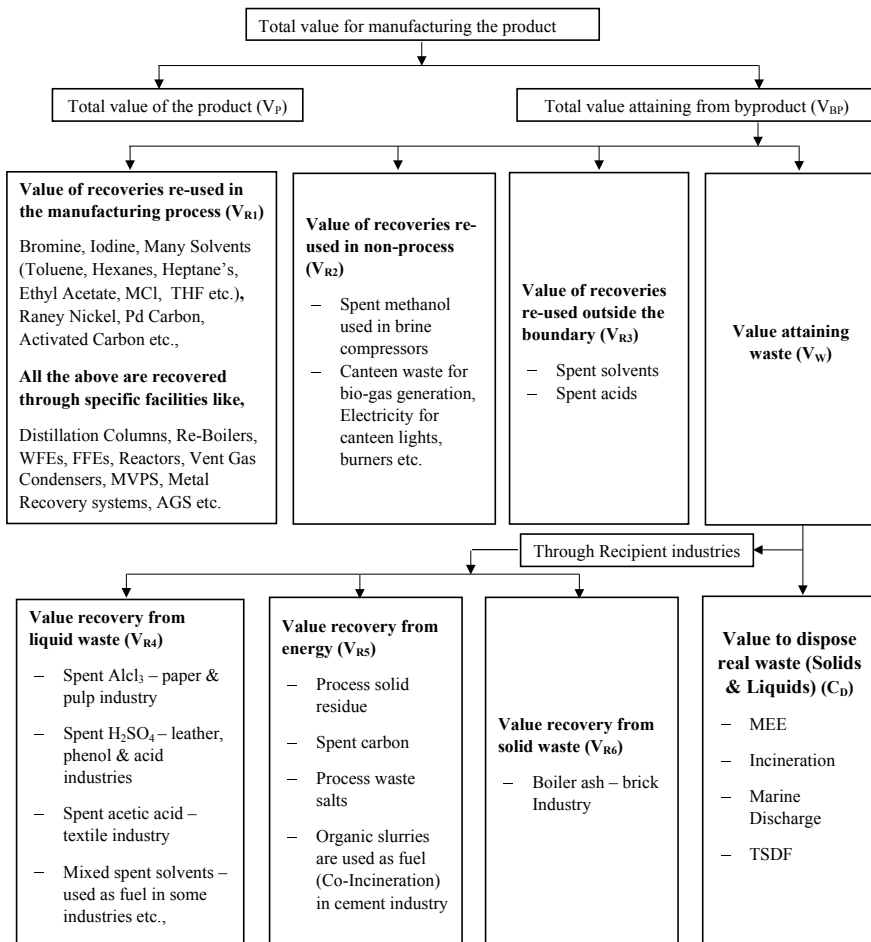 Total value for manufacturing the product
Total value of the product (VP)
Total value attaining from byproduct (VBP)
Value of recoveries re-used in
the manufacturing process (VR1)
Bromine, Iodine, Many Solvents
(Toluene, Hexanes, Heptane's,
Ethyl Acetate, MCl, THF etc.),
Raney Nickel, Pd Carbon,
Activated Carbon etc.,
All the above are recovered
through specific facilities like,
Distillation Columns, Re-Boilers,
WFEs, FFEs, Reactors, Vent Gas
Condensers, MVPS, Metal
Recovery systems, AGS etc.
Value of recoveries re-
used in non-process
(VR2)
– Spent methanol
used in brine
compressors
– Canteen waste for
bio-gas generation,
Electricity for
canteen lights,
burners etc.
Value of recoveries
re-used outside the
boundary (VR3)
– Spent solvents
– Spent acids
Value attaining
waste (VW)
Through Recipient industries
Value recovery from
liquid waste (VR4)
– Spent Alcl₃ – paper &
pulp industry
– Spent H₂SO₄ – leather,
phenol & acid
industries
– Spent acetic acid –
textile industry
– Mixed spent solvents –
used as fuel in some
industries etc.,
Value recovery from
energy (VR5)
– Process solid
residue
– Spent carbon
– Process waste
salts
– Organic slurries
are used as fuel
(Co-Incineration)
in cement industry
Value recovery from
solid waste (VR6)
– Boiler ash – brick
Industry
Value to dispose
real waste (Solids
& Liquids) (CD)
– MEE
– Incineration
– Marine
Discharge
– TSDF